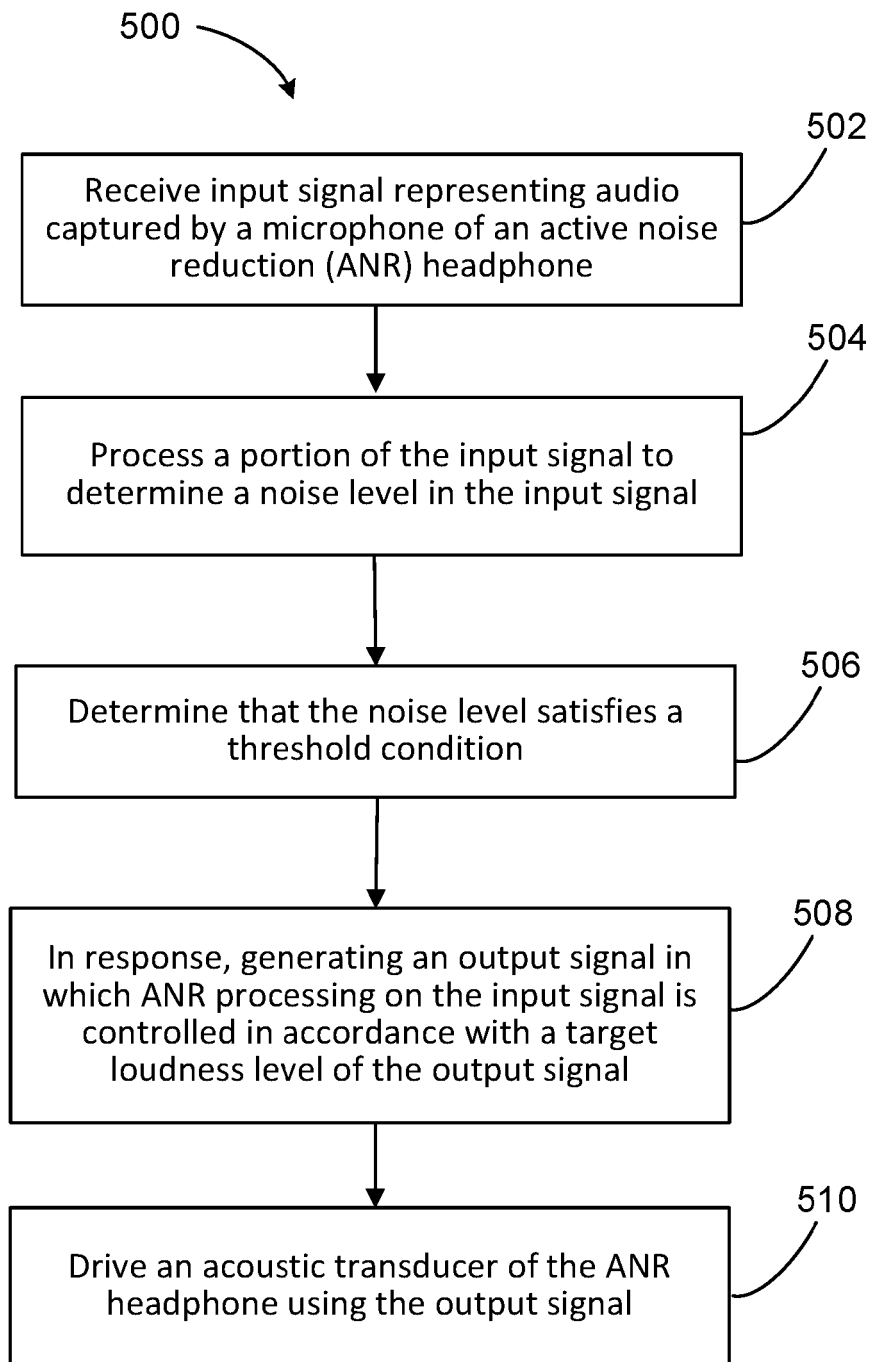 500
502
Receive input signal representing audio
captured by a microphone of an active noise
reduction (ANR) headphone
504
Process a portion of the input signal to
determine a noise level in the input signal
506
Determine that the noise level satisfies a
threshold condition
508
In response, generating an output signal in
which ANR processing on the input signal is
controlled in accordance with a target
loudness level of the output signal
510
Drive an acoustic transducer of the ANR
headphone using the output signal